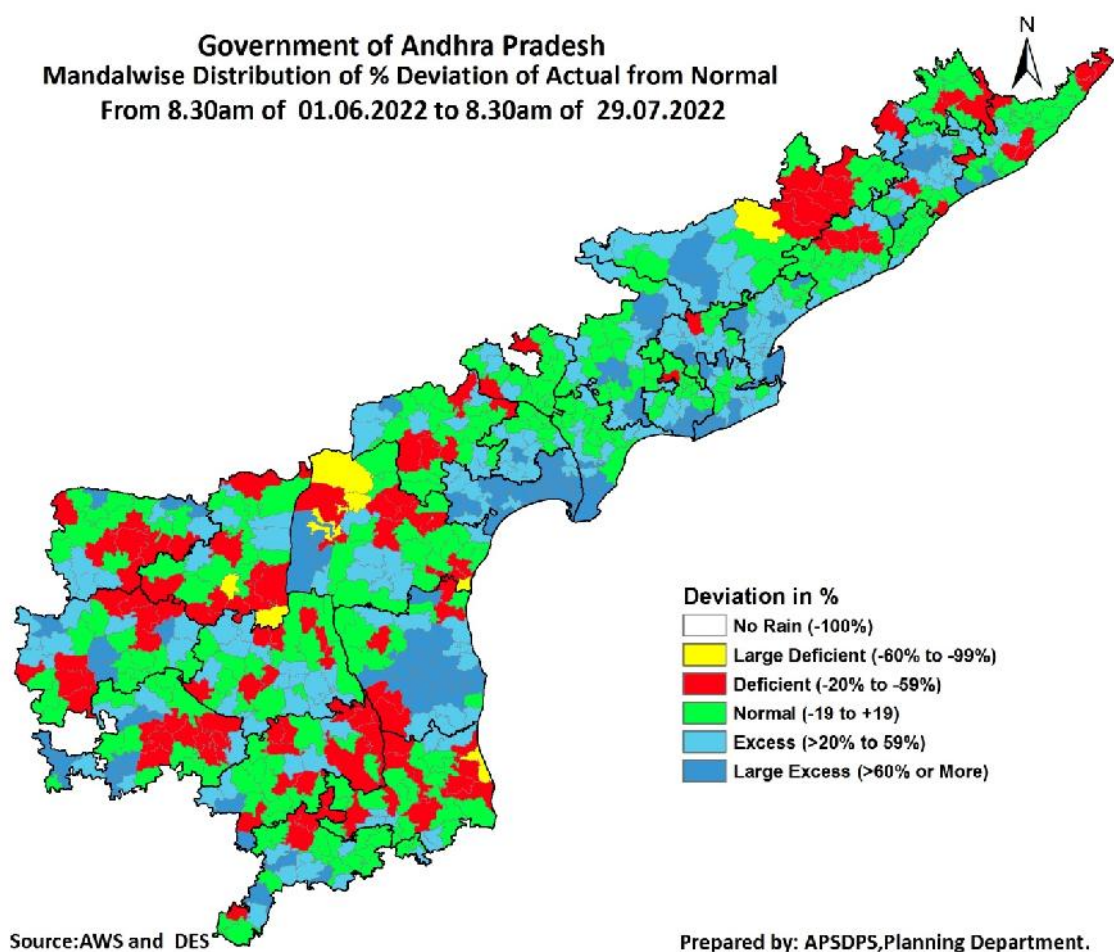 Government of Andhra Pradesh
Mandalwise Distribution of % Deviation of Actual from Normal
From 8.30am of 01.06.2022 to 8.30am of 29.07.2022
N
Deviation in %
No Rain (-100%)
Large Deficient (-60% to -99%)
Deficient (-20% to -59%)
Normal (-19 to +19)
Excess (>20% to 59%)
Large Excess (>60% or More)
Source:AWS and DES
Prepared by: APSDPS,Planning Department.